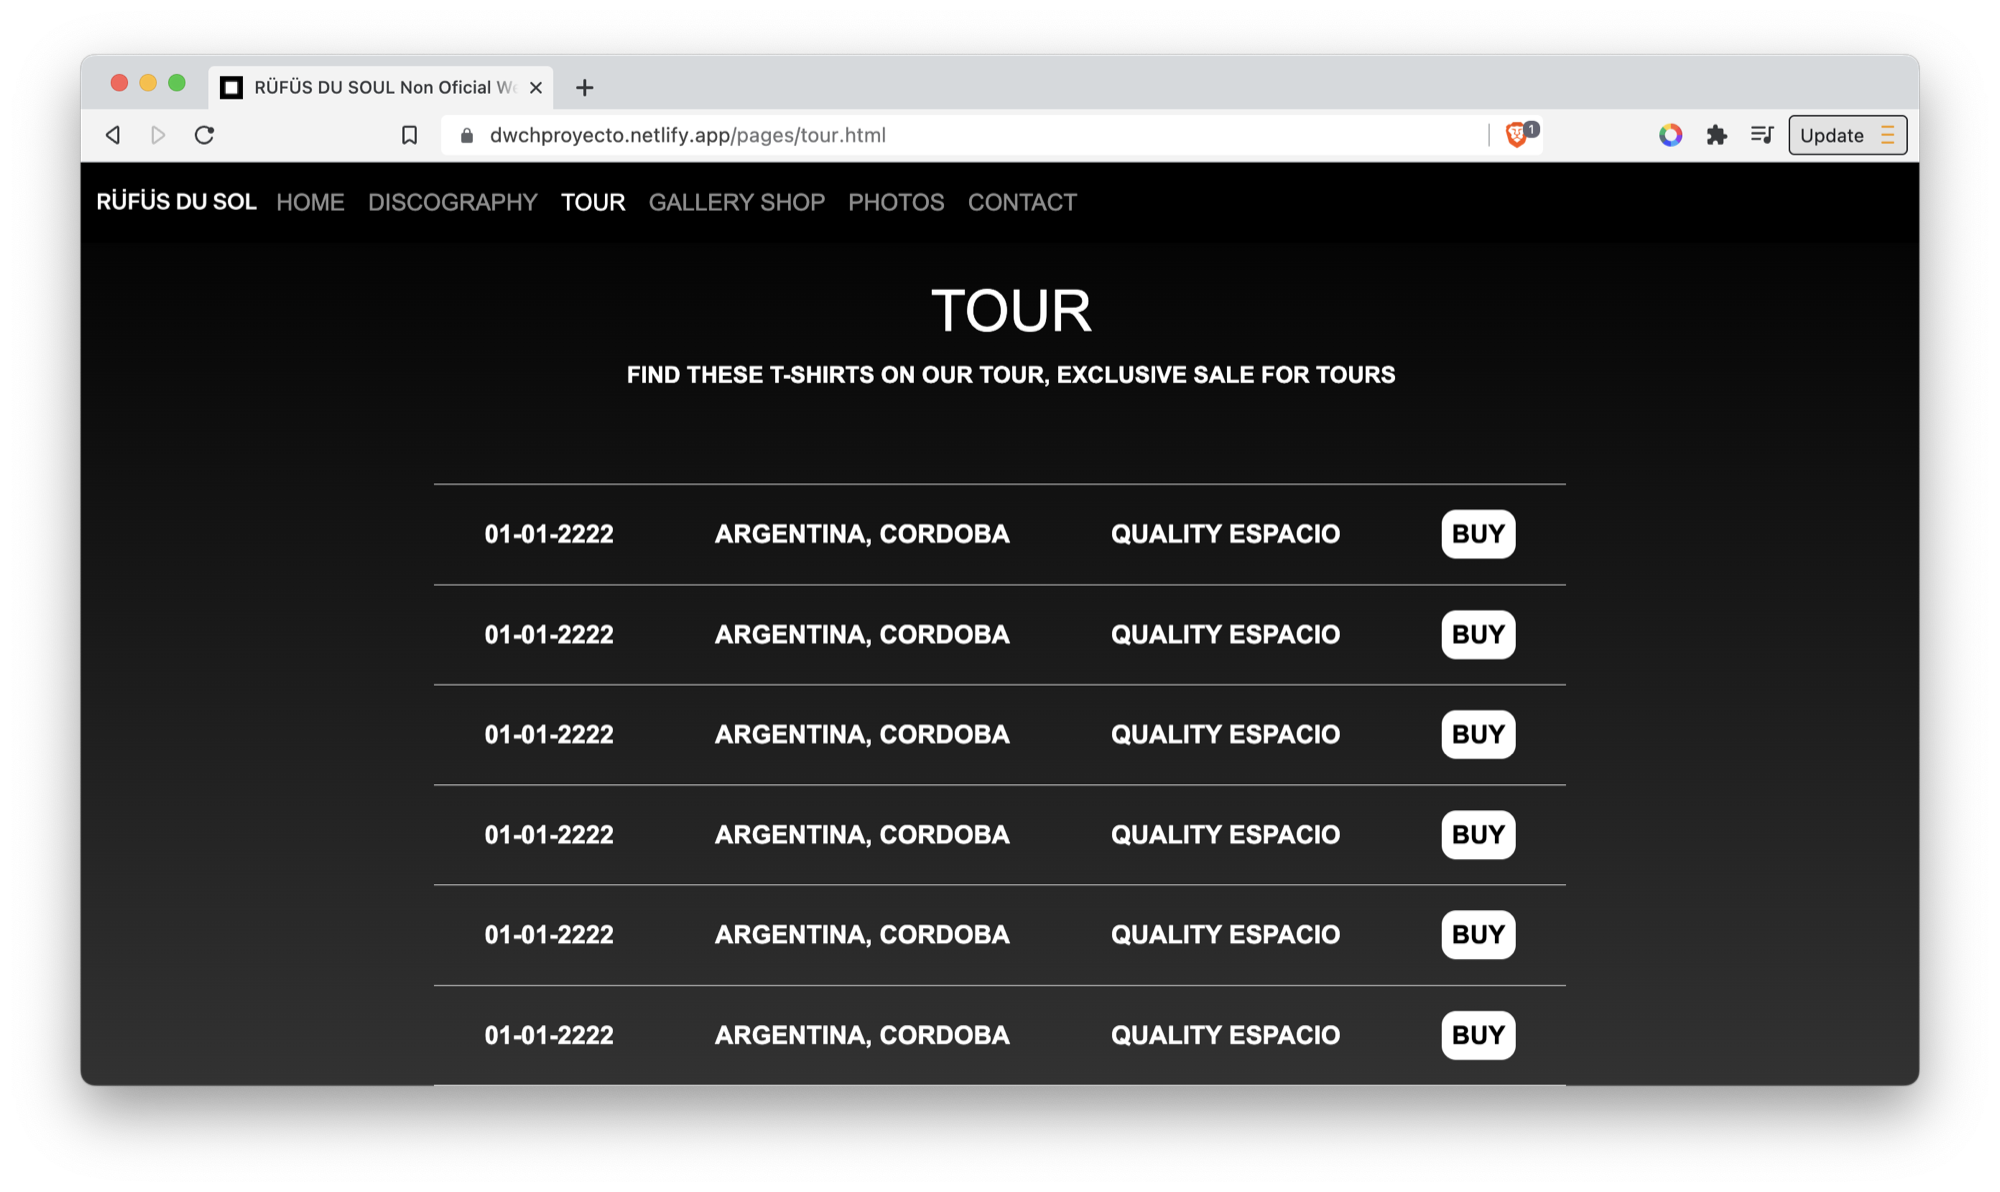 RÜFÜS DU SOUL Non Oficial We
dwchproyecto.netlify.app/pages/tour.html
1
Update
RÜFÜS DU SOL HOME DISCOGRAPHY TOUR GALLERY SHOP PHOTOS CONTACT
TOUR
FIND THESE T-SHIRTS ON OUR TOUR, EXCLUSIVE SALE FOR TOURS
01-01-2222 ARGENTINA, CORDOBA QUALITY ESPACIO BUY
01-01-2222 ARGENTINA, CORDOBA QUALITY ESPACIO BUY
01-01-2222 ARGENTINA, CORDOBA QUALITY ESPACIO BUY
01-01-2222 ARGENTINA, CORDOBA QUALITY ESPACIO BUY
01-01-2222 ARGENTINA, CORDOBA QUALITY ESPACIO BUY
01-01-2222 ARGENTINA, CORDOBA QUALITY ESPACIO BUY